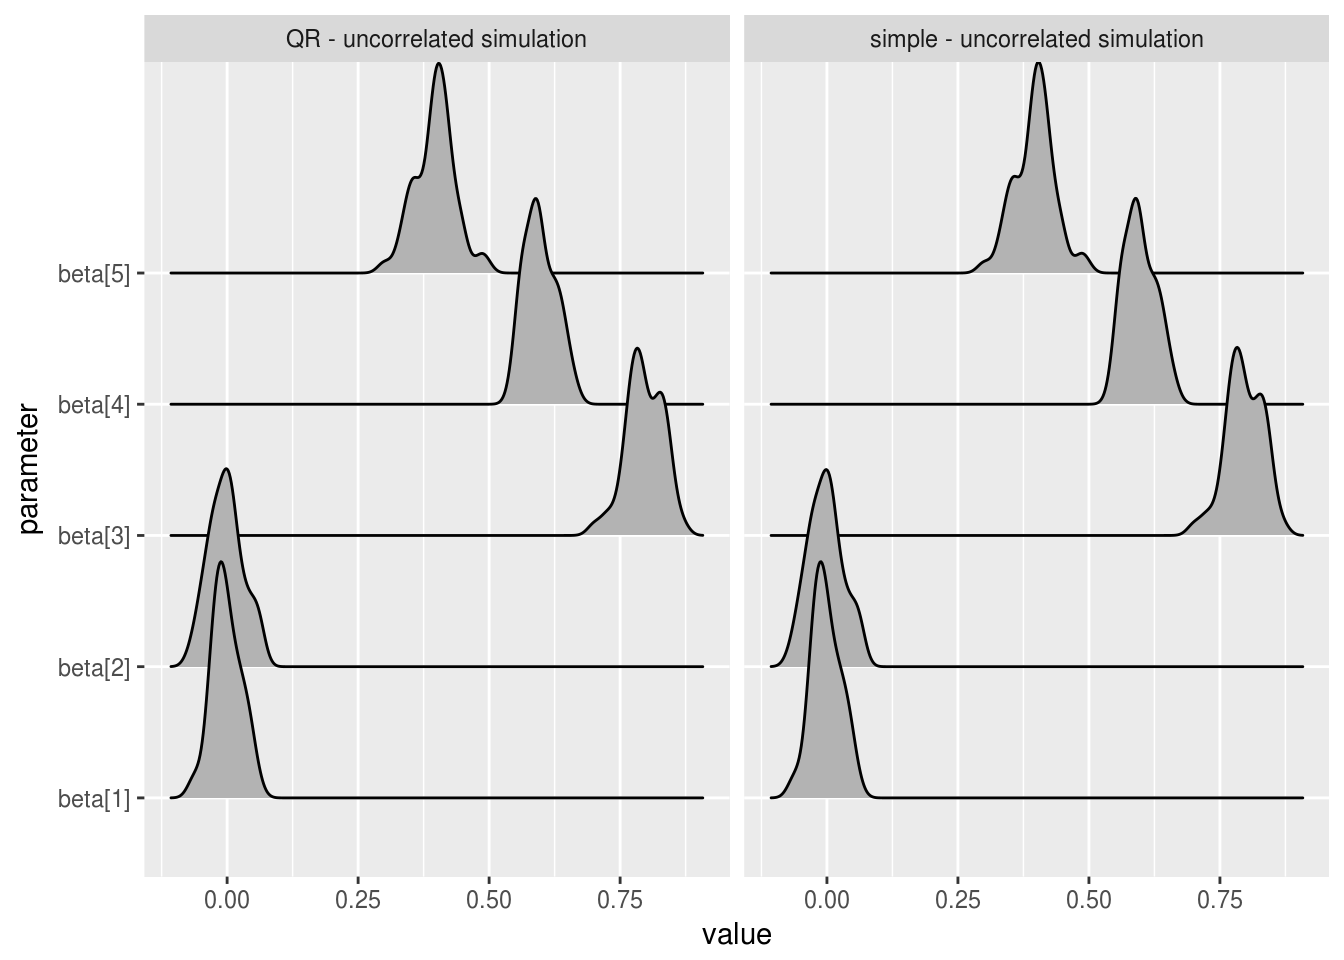 QR - uncorrelated simulation
simple - uncorrelated simulation
parameter
beta[5]
beta[4]
beta[3]
beta[2]
beta[1]
0.00 0.25 0.50 0.75
0.00 0.25 0.50 0.75
value